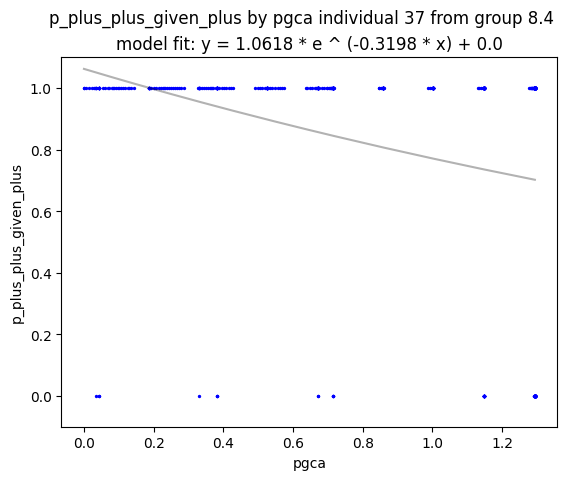 p_plus_plus_given_plus by pgca individual 37 from group 8.4
model fit: y = 1.0618 * e ^ (-0.3198 * x) + 0.0
1.0
0.8
0.6
0.4
0.2
0.0
p_plus_plus_given_plus
0.0 0.2 0.4 0.6 0.8 1.0 1.2
pgca